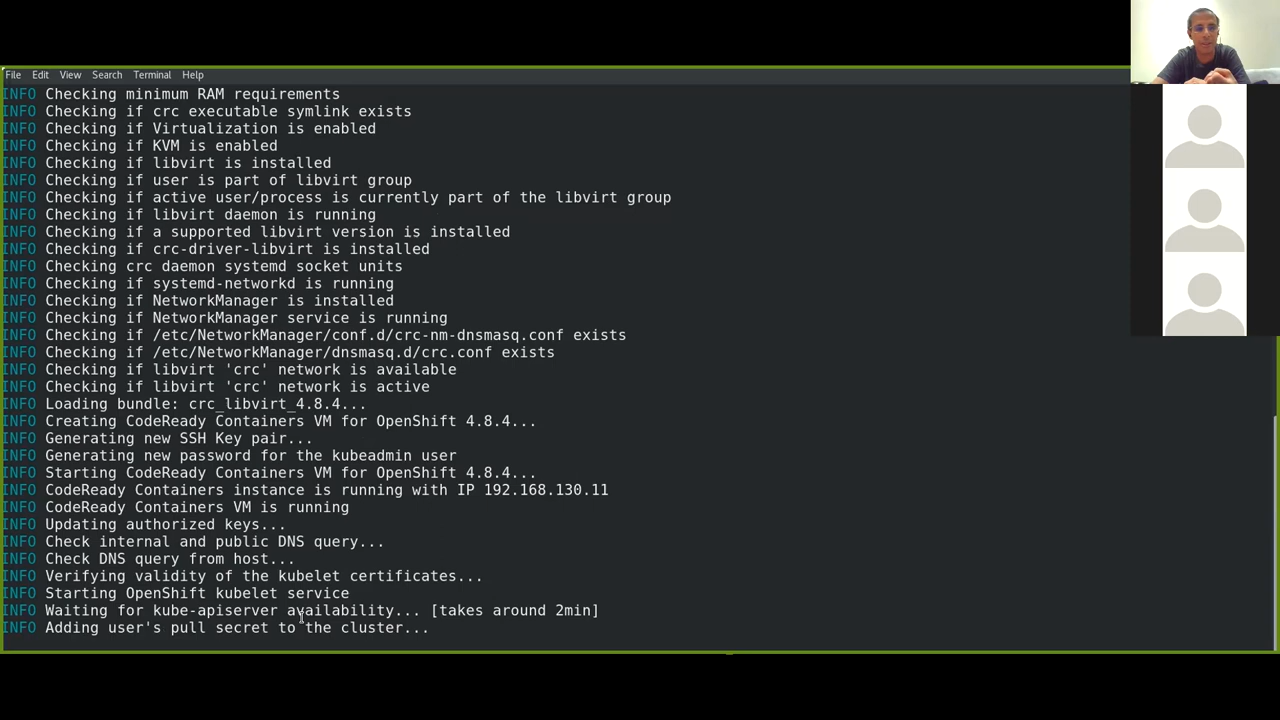 File Edit View Search Terminal Help
INFO Checking minimum RAM requirements
INFO Checking if crc executable symlink exists
INFO Checking if Virtualization is enabled
INFO Checking if KVM is enabled
INFO Checking if libvirt is installed
INFO Checking if user is part of libvirt group
INFO Checking if active user/process is currently part of the libvirt group
INFO Checking if libvirt daemon is running
INFO Checking if a supported libvirt version is installed
INFO Checking if crc-driver-libvirt is installed
INFO Checking crc daemon systemd socket units
INFO Checking if systemd-networkd is running
INFO Checking if NetworkManager is installed
INFO Checking if NetworkManager service is running
INFO Checking if /etc/NetworkManager/conf.d/crc-nm-dnsmasq.conf exists
INFO Checking if /etc/NetworkManager/dnsmasq.d/crc.conf exists
INFO Checking if libvirt 'crc' network is available
INFO Checking if libvirt 'crc' network is active
INFO Loading bundle: crc_libvirt_4.8.4...
INFO Creating CodeReady Containers VM for OpenShift 4.8.4...
INFO Generating new SSH Key pair...
INFO Generating new password for the kubeadmin user
INFO Starting CodeReady Containers VM for OpenShift 4.8.4...
INFO CodeReady Containers instance is running with IP 192.168.130.11
INFO CodeReady Containers VM is running
INFO Updating authorized keys...
INFO Check internal and public DNS query...
INFO Check DNS query from host...
INFO Verifying validity of the kubelet certificates...
INFO Starting OpenShift kubelet service
INFO Waiting for kube-apiserver availability... [takes around 2min]
INFO Adding user's pull secret to the cluster...